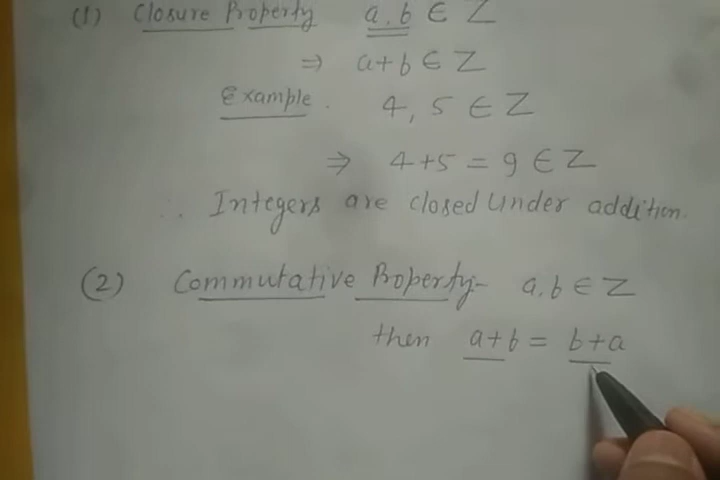 (1) Closure Property a, b ∈ Z
⇒ a+b ∈ Z
Example. 4, 5 ∈ Z
⇒ 4+5 = 9 ∈ Z
∴ Integers are closed Under addition.
(2) Commutative Property- a, b ∈ Z
then a+b = b+a